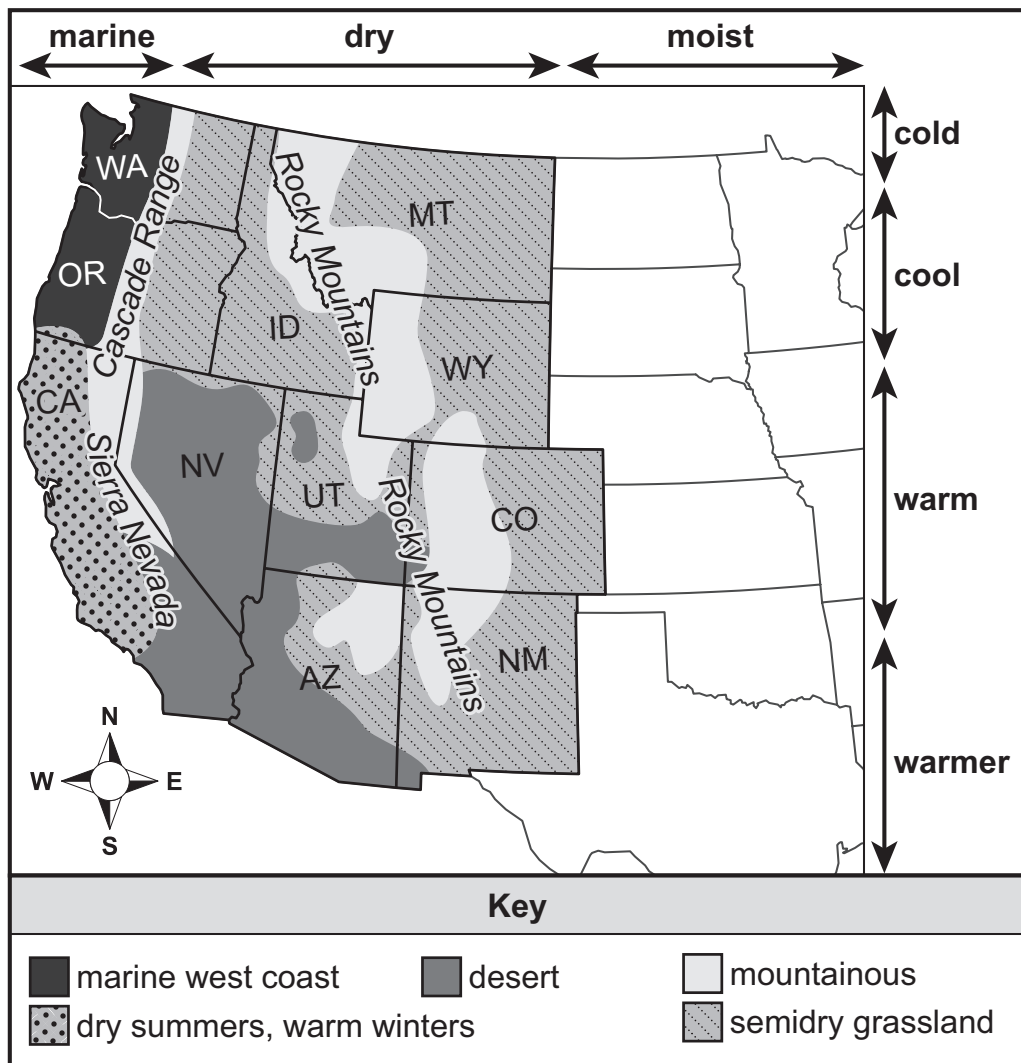 marine dry moist
cold
cool
warm
warmer
WA
OR
CA
Cascade Range
Sierra Nevada
Rocky Mountains
Rocky Mountains
MT
ID
WY
NV
UT
CO
AZ
NM
N
W E
S
Key
marine west coast desert mountainous
dry summers, warm winters semidry grassland